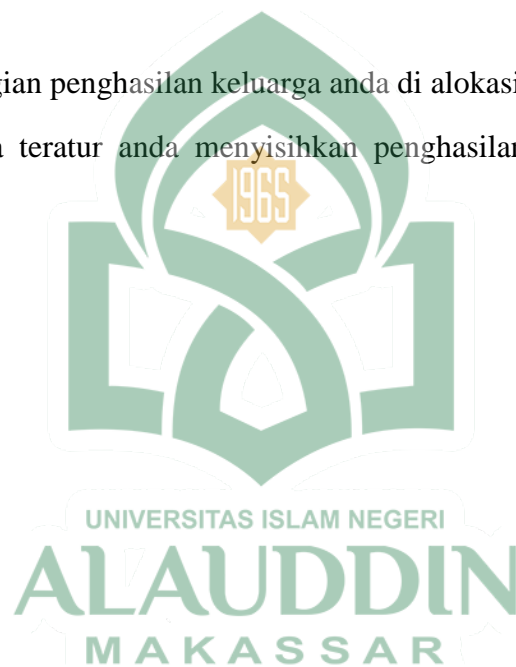 gian penghasilan keluarga anda di alokasi
a teratur anda menyisihkan penghasilan
1965
UNIVERSITAS ISLAM NEGERI
ALAUDDIN
MAKASSAR